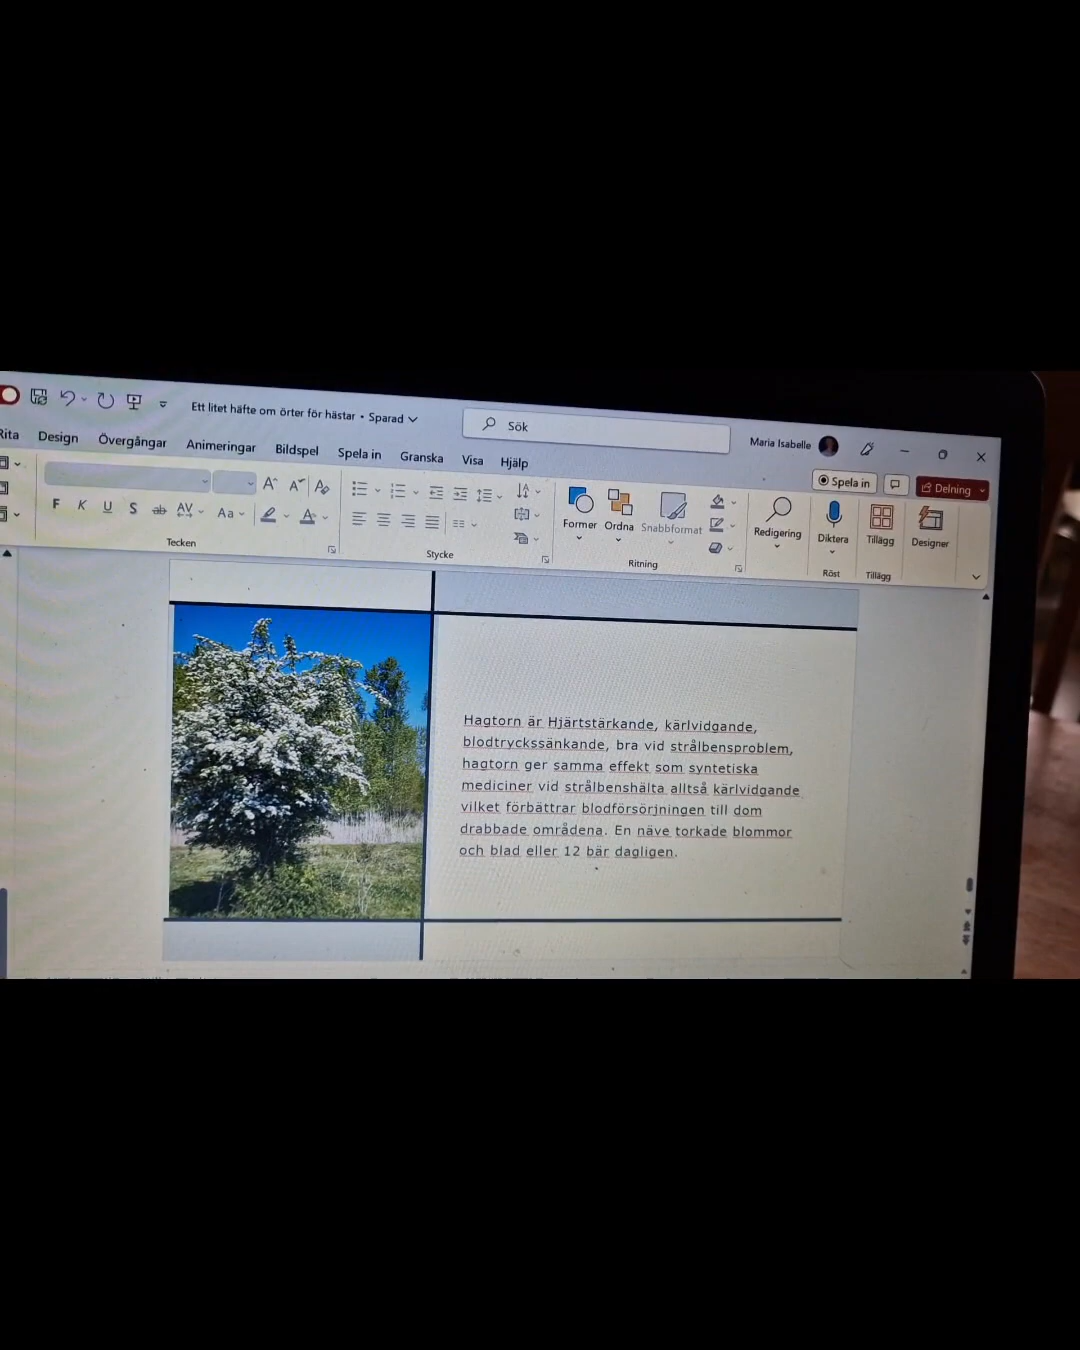 Ett litet häfte om örter för hästar • Sparad
Sök
Maria Isabelle
Rita Design Övergångar Animeringar Bildspel Spela in Granska Visa Hjälp
Spela in
Delning
F K U S ab AV Aa A
Former Ordna Snabbformat
Redigering
Diktera
Tillägg
Designer
Tecken
Stycke
Ritning
Röst
Tillägg
Hagtorn är Hjärtstärkande, kärlvidgande,
blodtryckssänkande, bra vid strålbensproblem,
hagtorn ger samma effekt som syntetiska
mediciner vid strålbenshälta alltså kärlvidgande
vilket förbättrar blodförsörjningen till dom
drabbade områdena. En näve torkade blommor
och blad eller 12 bär dagligen.